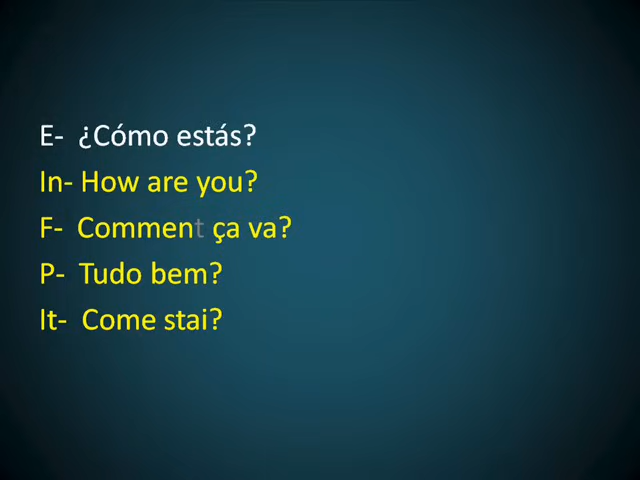 E- ¿Cómo estás?
In- How are you?
F- Comment ça va?
P- Tudo bem?
It- Come stai?